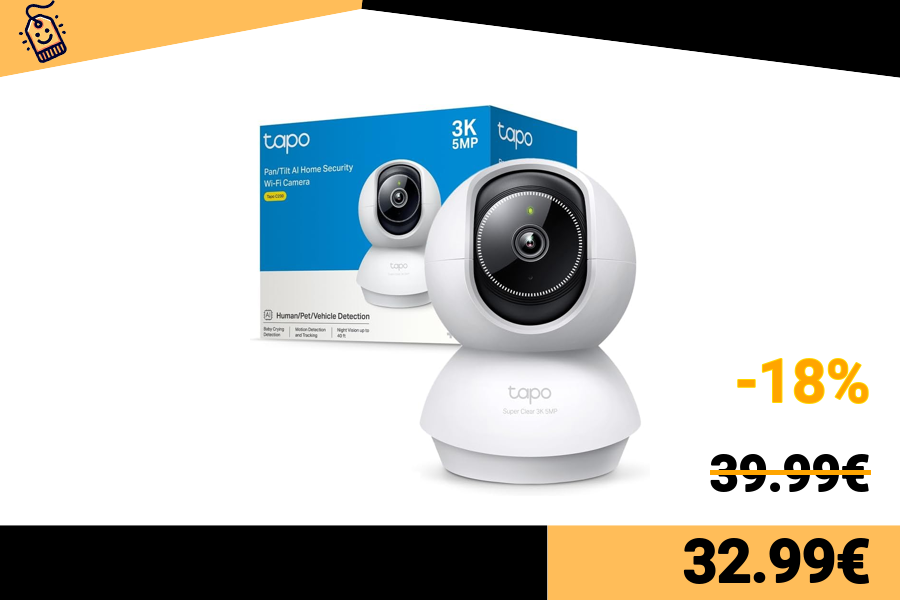 tapo
3K
5MP
tapo
Pan/Tilt AI Home Security
Wi-Fi Camera
tapo
AI
Human/Pet/Vehicle Detection
Baby Crying
Detection
Motion Detection
and Tracking
Night Vision up to
40 ft
tapo
Super Clear 3K 5MP
-18%
39.99€
32.99€